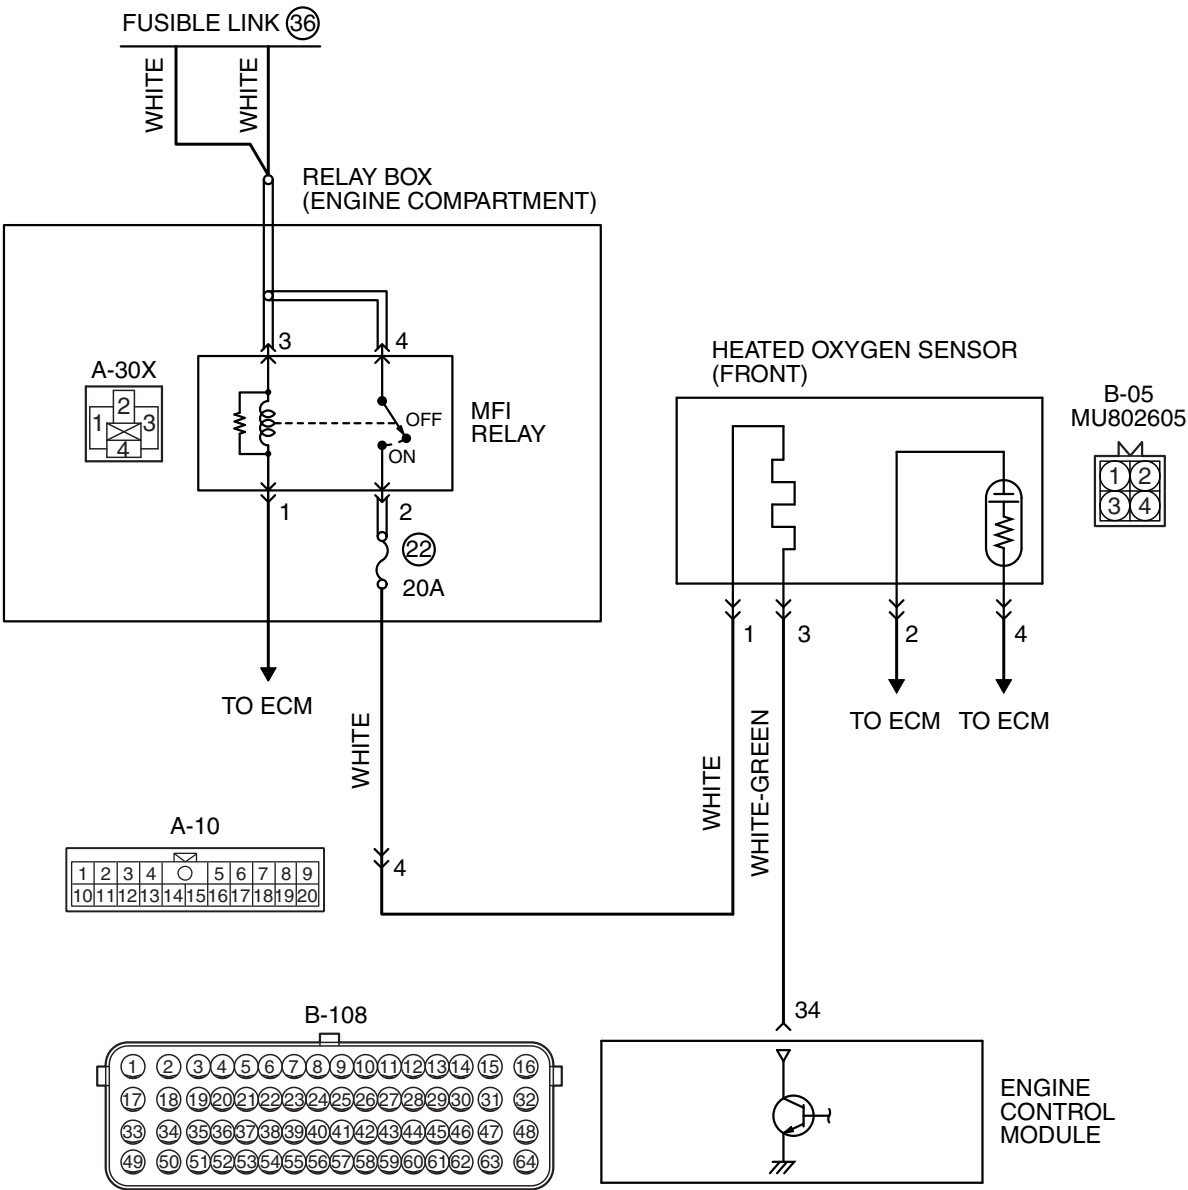 FUSIBLE LINK 36
WHITE
WHITE
RELAY BOX
(ENGINE COMPARTMENT)
3
4
A-30X
2
1
3
4
OFF
ON
MFI
RELAY
1
2
22
20A
TO ECM
HEATED OXYGEN SENSOR
(FRONT)
B-05
MU802605
1 2
3 4
1
3
2
4
TO ECM
TO ECM
WHITE
WHITE
WHITE-GREEN
A-10
1 2 3 4 5 6 7 8 9
10 11 12 13 14 15 16 17 18 19 20
4
B-108
1 2 3 4 5 6 7 8 9 10 11 12 13 14 15 16
17 18 19 20 21 22 23 24 25 26 27 28 29 30 31 32
33 34 35 36 37 38 39 40 41 42 43 44 45 46 47 48
49 50 51 52 53 54 55 56 57 58 59 60 61 62 63 64
34
ENGINE
CONTROL
MODULE